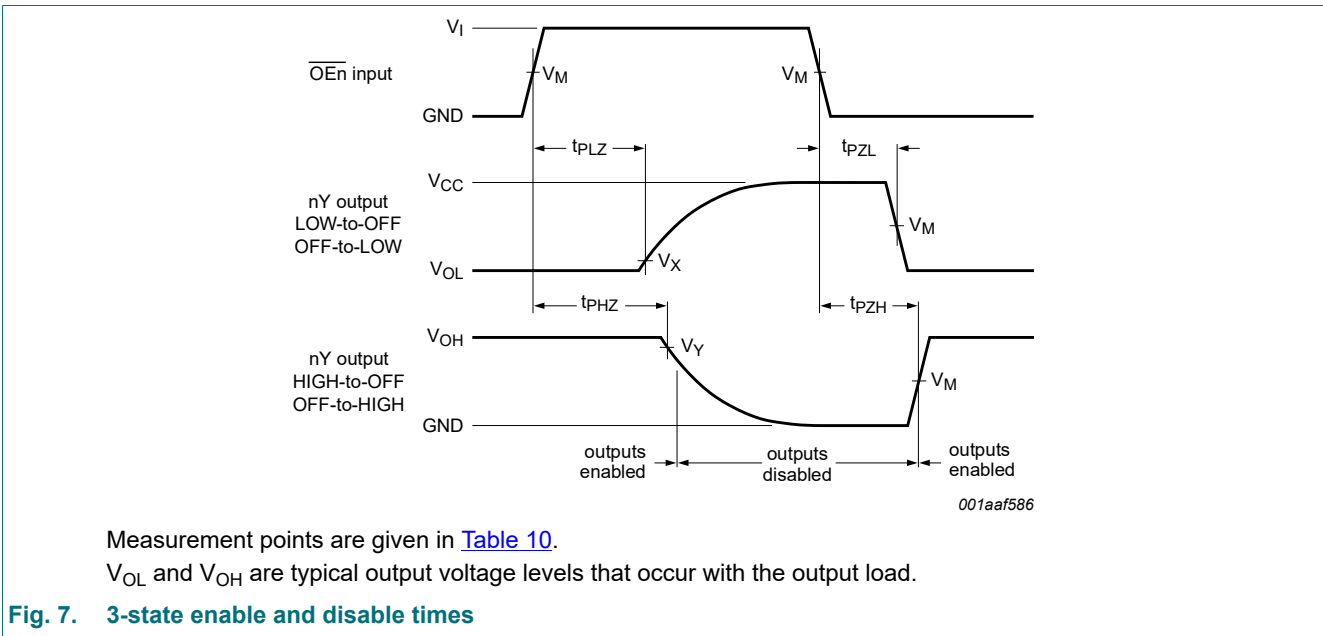 V_I
OEn input
V_M
V_M
GND
t_PLZ
t_PZL
V_CC
nY output
LOW-to-OFF
OFF-to-LOW
V_M
V_X
V_OL
t_PHZ
t_PZH
V_OH
nY output
HIGH-to-OFF
OFF-to-HIGH
V_Y
V_M
GND
outputs
enabled
outputs
disabled
outputs
enabled
001aaf586
Measurement points are given in Table 10.
V_OL and V_OH are typical output voltage levels that occur with the output load.
Fig. 7. 3-state enable and disable times